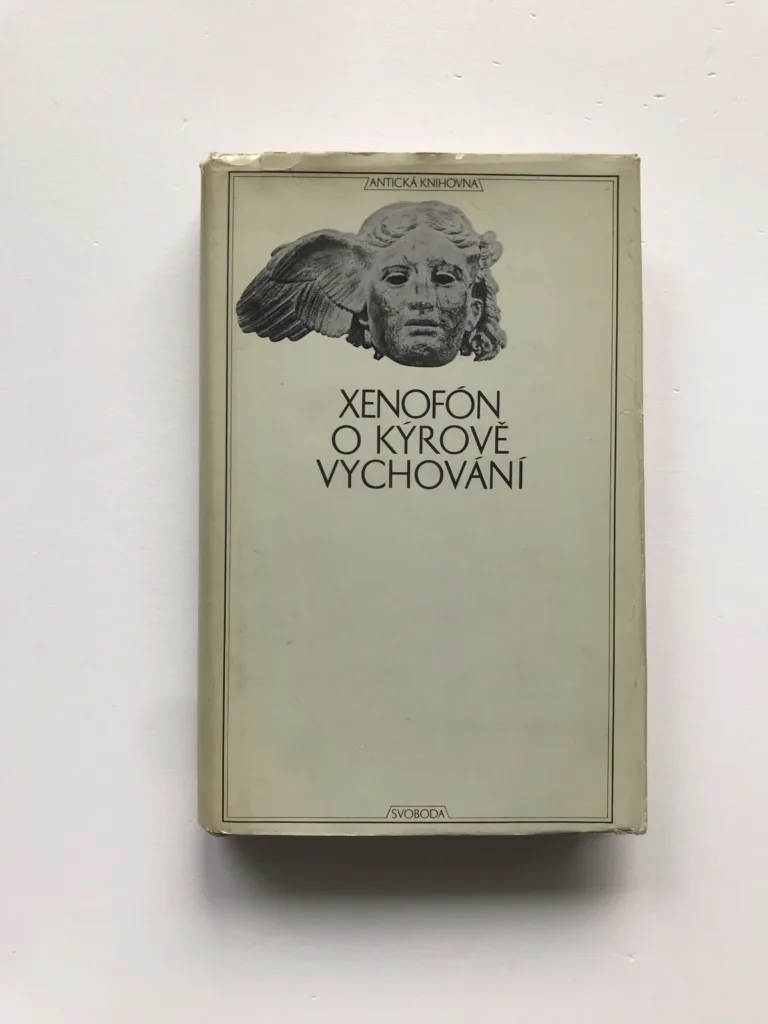 ANTICKÁ KNIHOVNA
XENOFÓN
O KÝROVĚ
VYCHOVÁNÍ
SVOBODA